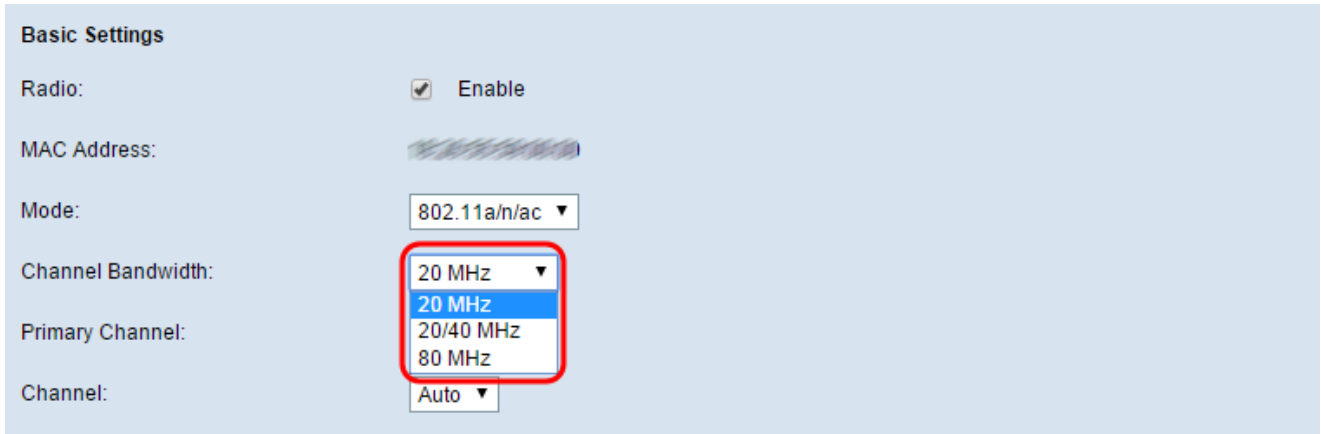 Basic Settings
Radio: Enable
MAC Address:
Mode: 802.11a/n/ac
Channel Bandwidth: 20 MHz
20 MHz
Primary Channel: 20/40 MHz
80 MHz
Channel: Auto